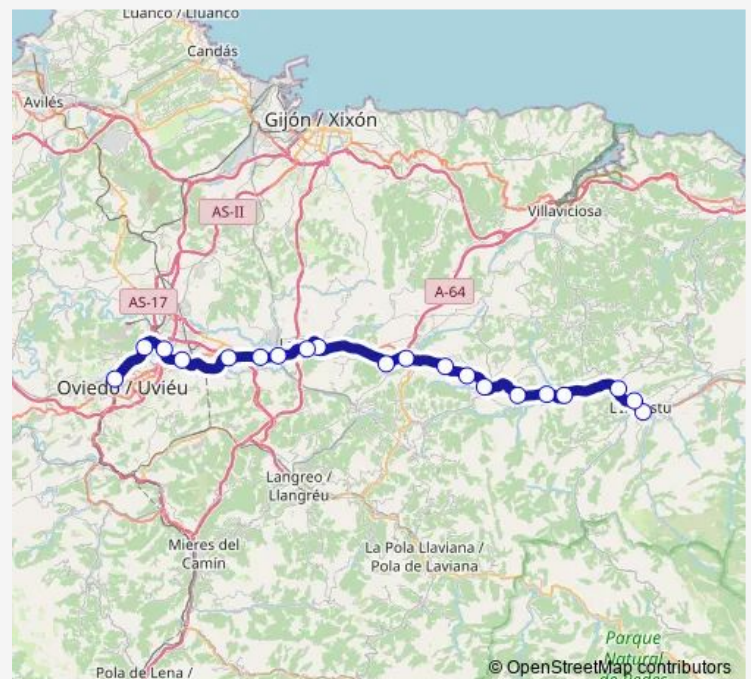 Luanco / Lluanco
Candás
Avilés
Gijón / Xixón
AS-II
Villaviciosa
AS-17
A-64
Oviedo / Uviéu
Langreo /
Llangréu
Mieres del
Camín
La Pola Llaviana /
Pola de Laviana
Parque
Natural
Pola de Lena /
© OpenStreetMap contributors